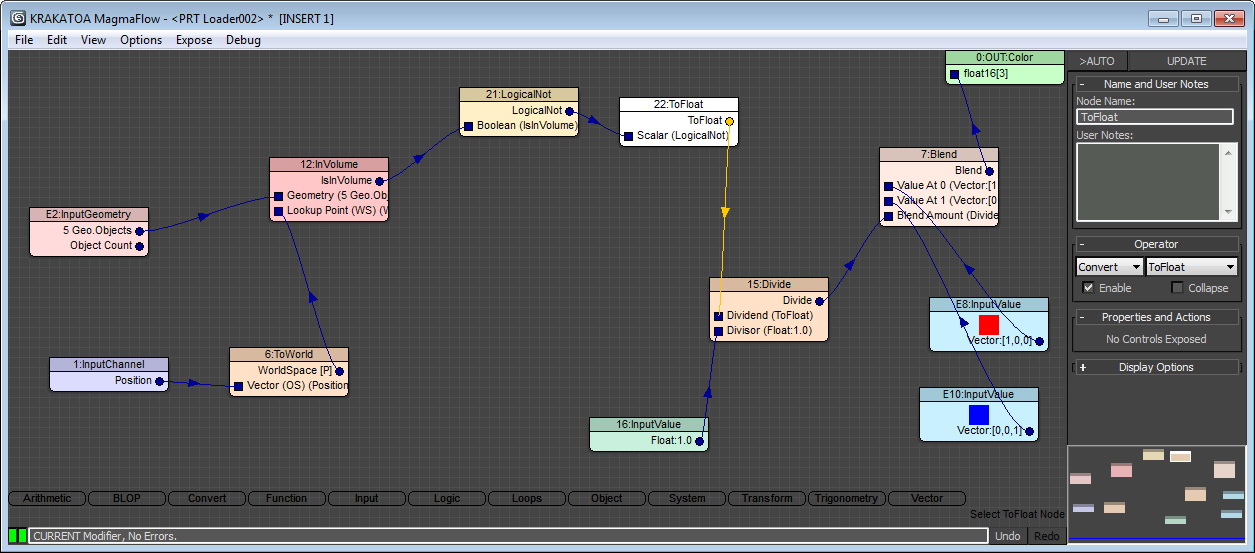 KRAKATOA MagmaFlow - <PRT Loader002> * [INSERT 1]
File Edit View Options Expose Debug
0:OUT:Color
float16[3]
21:LogicalNot
LogicalNot
Boolean (IsInVolume)
22:ToFloat
ToFloat
Scalar (LogicalNot)
12:InVolume
IsInVolume
Geometry (5 Geo.Obj
Lookup Point (WS) (W
7:Blend
Blend
Value At 0 (Vector:[1
Value At 1 (Vector:[0
Blend Amount (Divide
E2:InputGeometry
5 Geo.Objects
Object Count
15:Divide
Divide
Dividend (ToFloat)
Divisor (Float:1.0)
E8:InputValue
Vector:[1,0,0]
1:InputChannel
Position
6:ToWorld
WorldSpace [P]
Vector (OS) (Position
E10:InputValue
Vector:[0,0,1]
16:InputValue
Float:1.0
Arithmetic BLOP Convert Function Input Logic Loops Object System Transform Trigonometry Vector
Select ToFloat Node
CURRENT Modifier, No Errors.
Undo Redo
>AUTO UPDATE
- Name and User Notes
Node Name:
ToFloat
User Notes:
- Operator
Convert ToFloat
Enable Collapse
- Properties and Actions
No Controls Exposed
+ Display Options